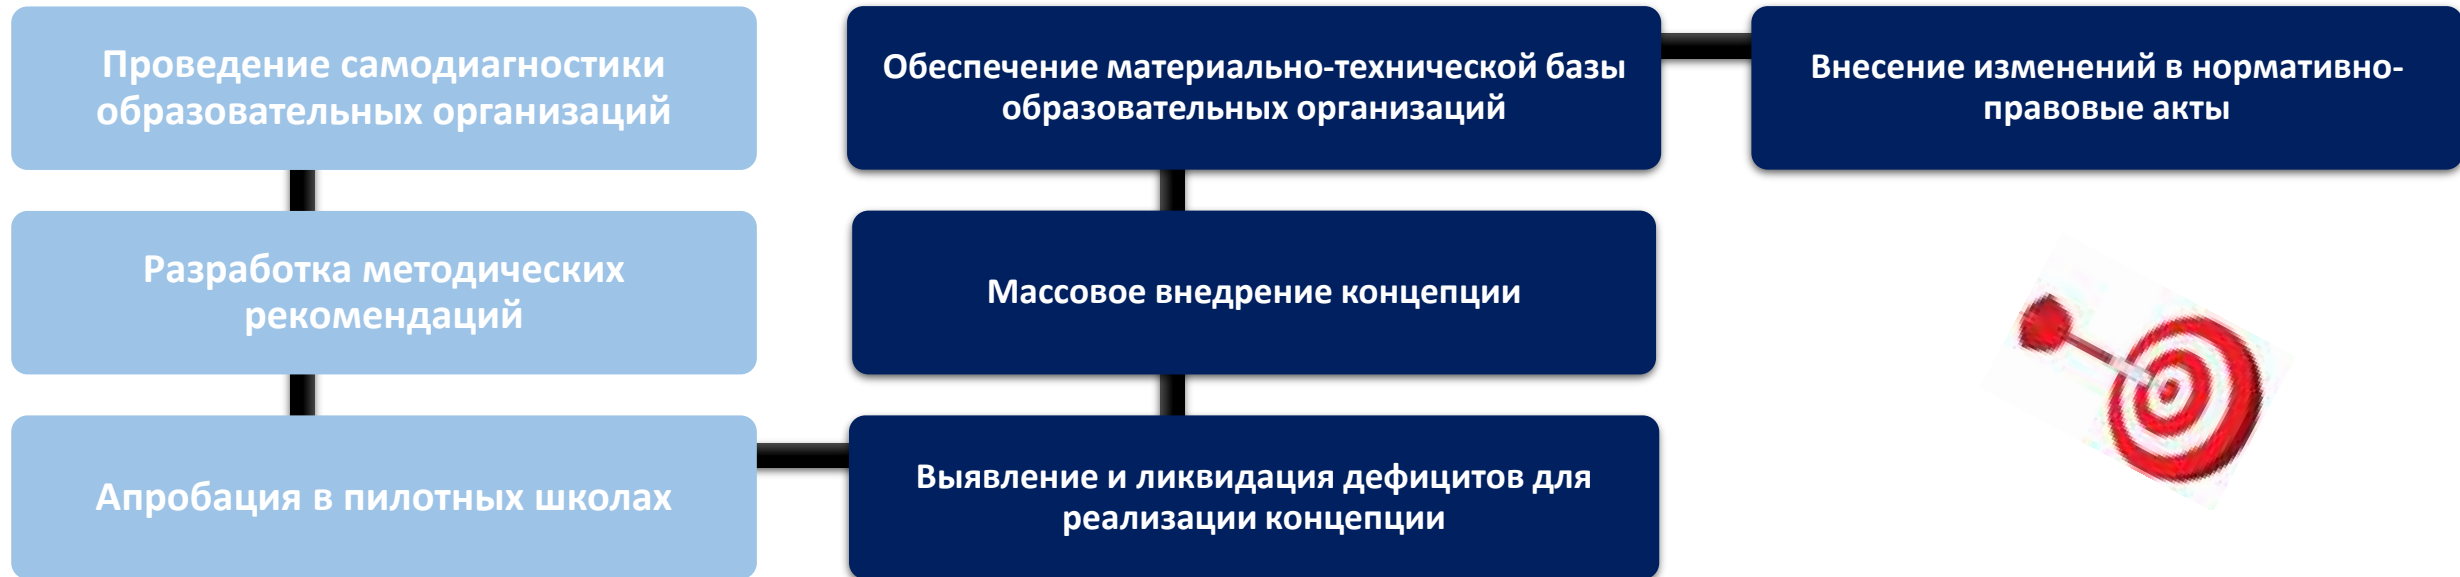 Проведение самодиагностики
образовательных организаций
Разработка методических
рекомендаций
Апробация в пилотных школах
Выявление и ликвидация дефицитов для
реализации концепции
Массовое внедрение концепции
Обеспечение материально-технической базы
образовательных организаций
Внесение изменений в нормативно-
правовые акты